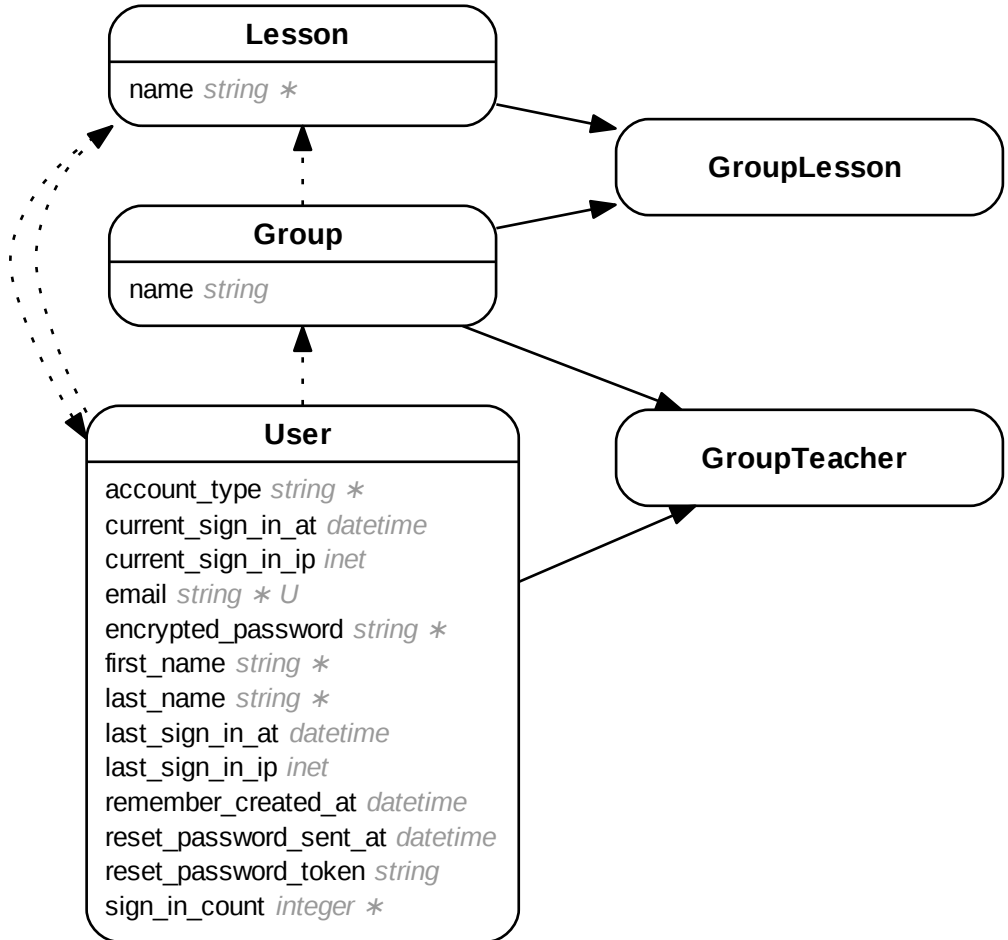 Lesson
name string ∗
GroupLesson
Group
name string
User
account_type string ∗
current_sign_in_at datetime
current_sign_in_ip inet
email string ∗ U
encrypted_password string ∗
first_name string ∗
last_name string ∗
last_sign_in_at datetime
last_sign_in_ip inet
remember_created_at datetime
reset_password_sent_at datetime
reset_password_token string
sign_in_count integer ∗
GroupTeacher